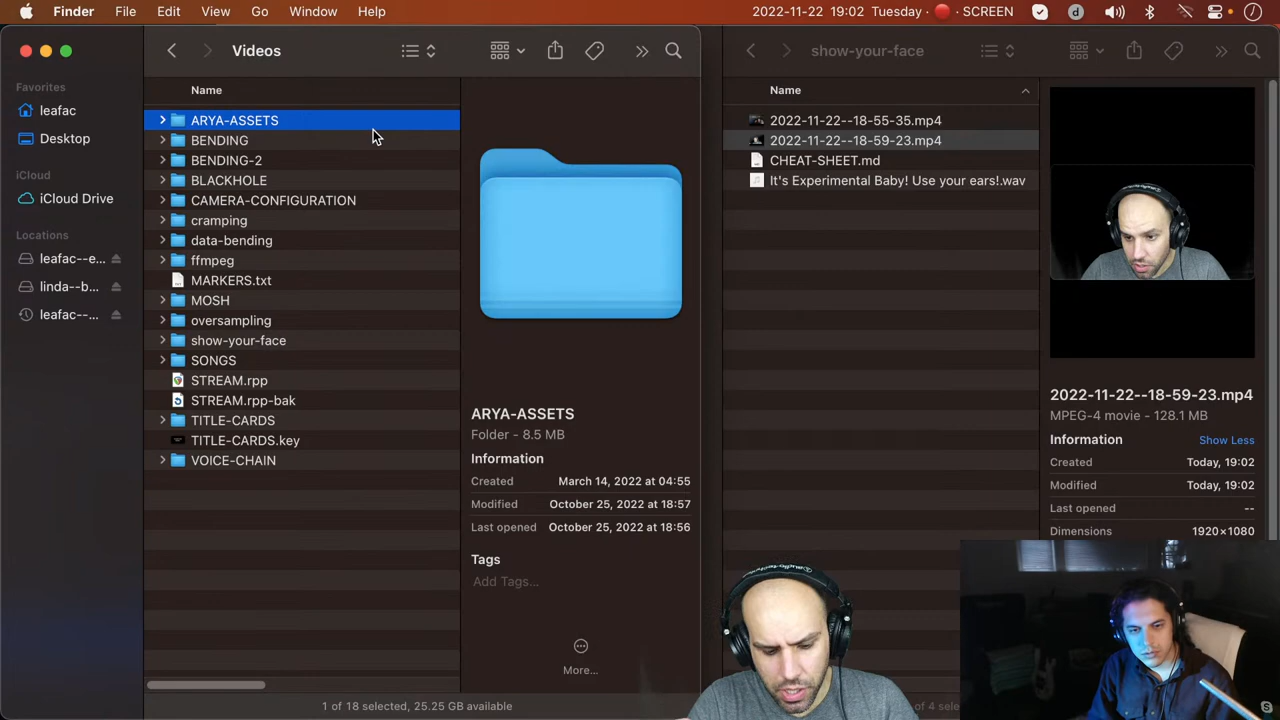 Finder File Edit View Go Window Help 2022-11-22 19:02 Tuesday SCREEN
Videos
show-your-face
Favorites
leafac
Desktop
iCloud
iCloud Drive
Locations
leafac--e...
linda--b...
leafac--...
Name
ARYA-ASSETS
BENDING
BENDING-2
BLACKHOLE
CAMERA-CONFIGURATION
cramping
data-bending
ffmpeg
MARKERS.txt
MOSH
oversampling
show-your-face
SONGS
STREAM.rpp
STREAM.rpp-bak
TITLE-CARDS
TITLE-CARDS.key
VOICE-CHAIN
ARYA-ASSETS
Folder - 8.5 MB
Information
Created March 14, 2022 at 04:55
Modified October 25, 2022 at 18:57
Last opened October 25, 2022 at 18:56
Tags
Add Tags...
More...
1 of 18 selected, 25.25 GB available
Name
2022-11-22--18-55-35.mp4
2022-11-22--18-59-23.mp4
CHEAT-SHEET.md
It's Experimental Baby! Use your ears!.wav
2022-11-22--18-59-23.mp4
MPEG-4 movie - 128.1 MB
Information Show Less
Created Today, 19:02
Modified Today, 19:02
Last opened --
Dimensions 1920×1080
of 4 selected